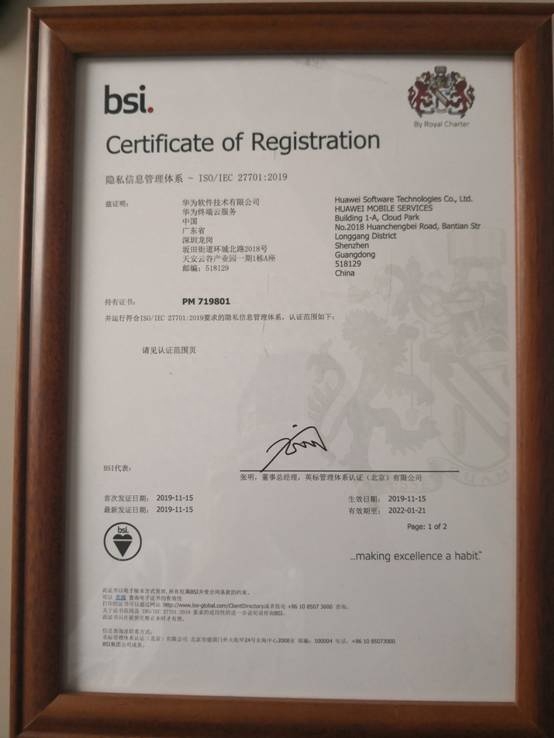 bsi.
By Royal Charter
Certificate of Registration
隐私信息管理体系 - ISO/IEC 27701:2019
兹证明:
华为软件技术有限公司
华为终端云服务
中国
广东省
深圳龙岗
坂田街道环城北路2018号
天安云谷产业园一期1栋A座
邮编:518129
Huawei Software Technologies Co., Ltd.
HUAWEI MOBILE SERVICES
Building 1-A, Cloud Park
No.2018 Huanchengbei Road, Bantian Str
Longgang District
Shenzhen
Guangdong
518129
China
持有证书: PM 719801
并运行符合ISO/IEC 27701:2019要求的隐私信息管理体系,认证范围如下:
请见认证范围页
BSI代表:
张明,董事总经理,英标管理体系认证(北京)有限公司
首次发证日期: 2019-11-15 生效日期: 2019-11-15
最新发证日期: 2019-11-15 有效期至: 2022-01-21
Page: 1 of 2
bsi.
...making excellence a habit.™